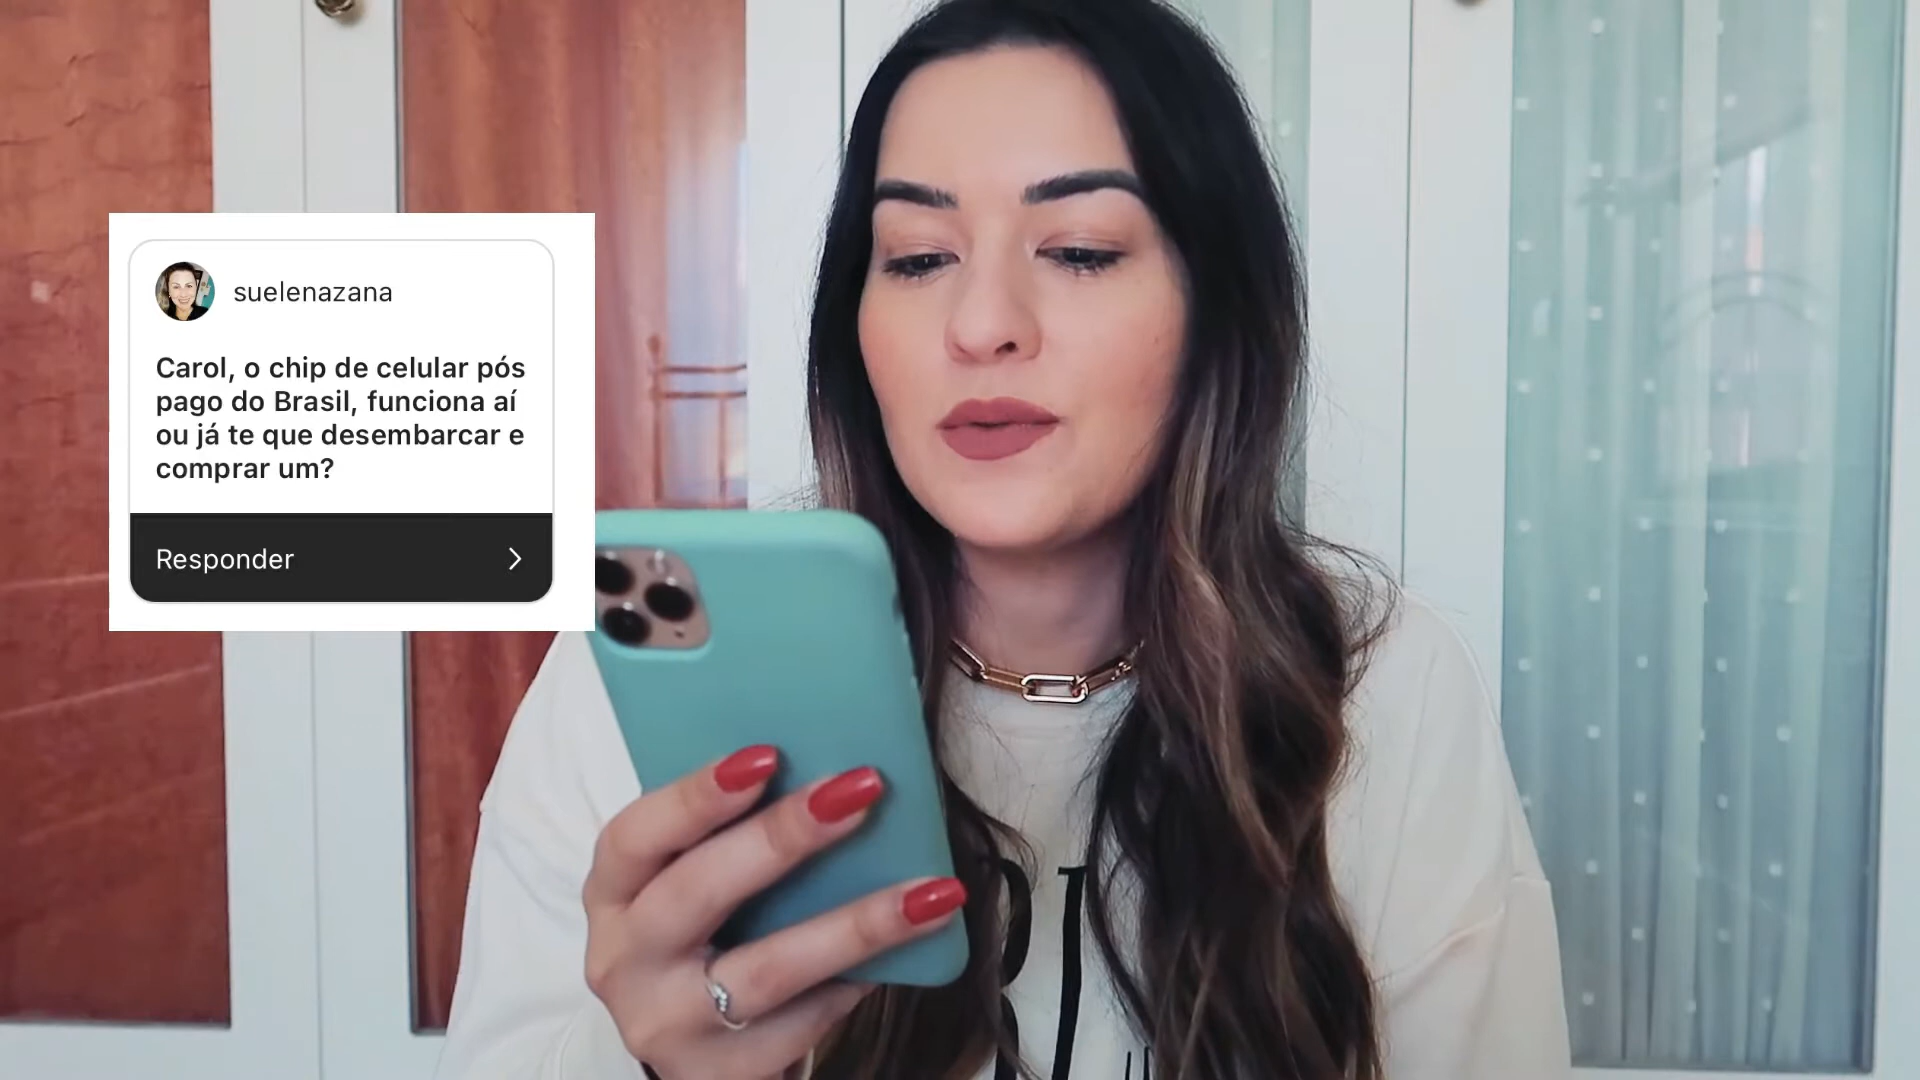 suelenazana
Carol, o chip de celular pós
pago do Brasil, funciona aí
ou já te que desembarcar e
comprar um?
Responder